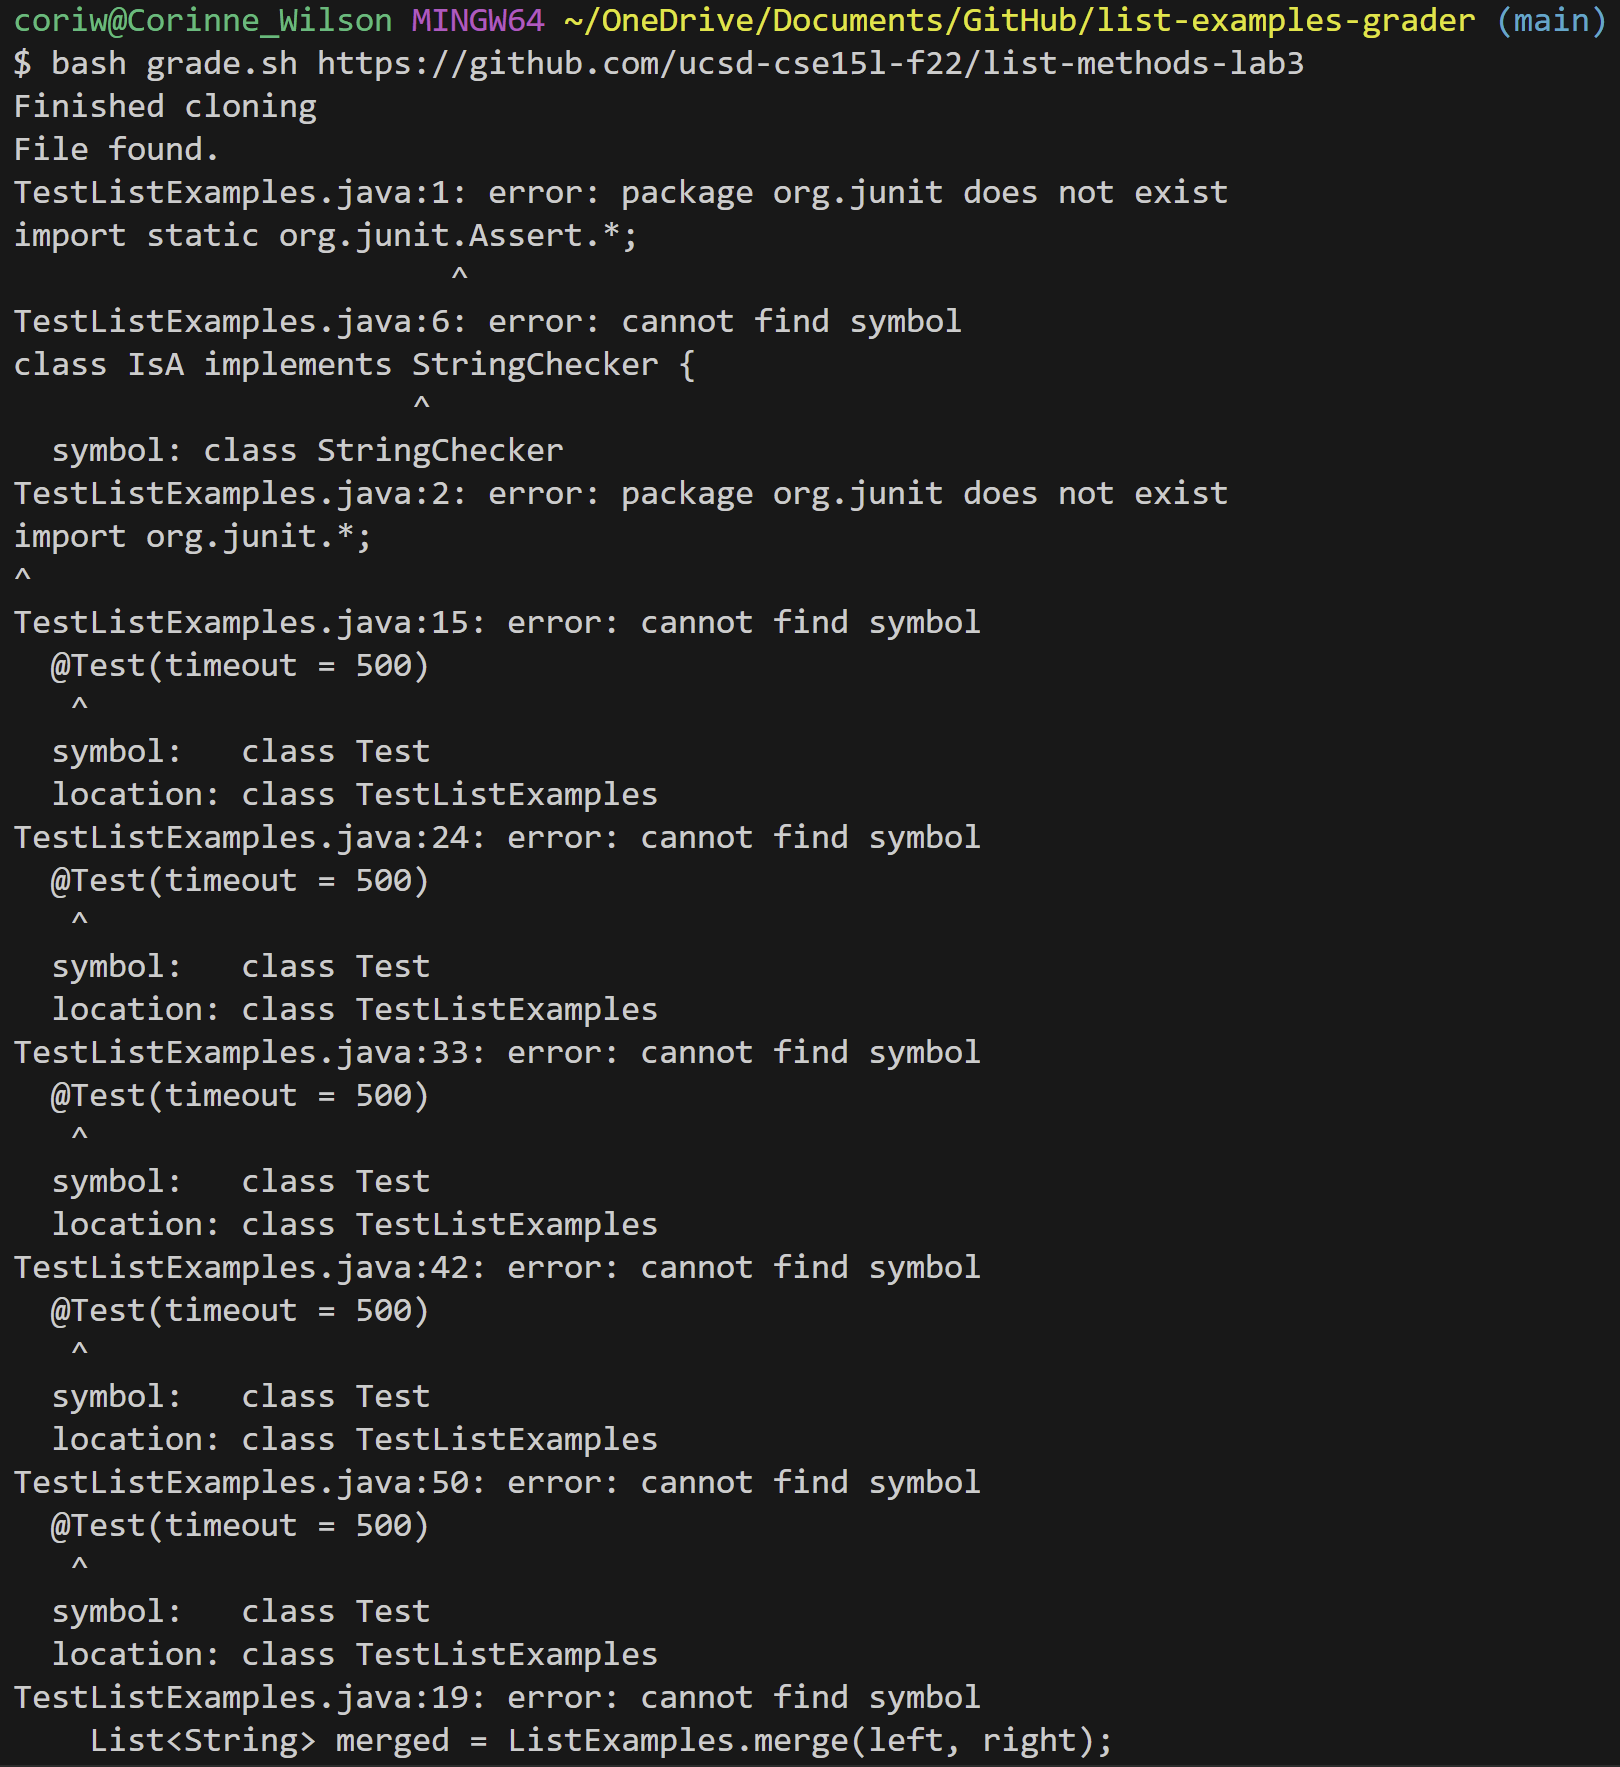 coriw@Corinne_Wilson MINGW64 ~/OneDrive/Documents/GitHub/list-examples-grader (main)
$ bash grade.sh https://github.com/ucsd-cse15l-f22/list-methods-lab3
Finished cloning
File found.
TestListExamples.java:1: error: package org.junit does not exist
import static org.junit.Assert.*;
                       ^
TestListExamples.java:6: error: cannot find symbol
class IsA implements StringChecker {
                     ^
  symbol: class StringChecker
TestListExamples.java:2: error: package org.junit does not exist
import org.junit.*;
^
TestListExamples.java:15: error: cannot find symbol
  @Test(timeout = 500)
   ^
  symbol:   class Test
  location: class TestListExamples
TestListExamples.java:24: error: cannot find symbol
  @Test(timeout = 500)
   ^
  symbol:   class Test
  location: class TestListExamples
TestListExamples.java:33: error: cannot find symbol
  @Test(timeout = 500)
   ^
  symbol:   class Test
  location: class TestListExamples
TestListExamples.java:42: error: cannot find symbol
  @Test(timeout = 500)
   ^
  symbol:   class Test
  location: class TestListExamples
TestListExamples.java:50: error: cannot find symbol
  @Test(timeout = 500)
   ^
  symbol:   class Test
  location: class TestListExamples
TestListExamples.java:19: error: cannot find symbol
    List<String> merged = ListExamples.merge(left, right);